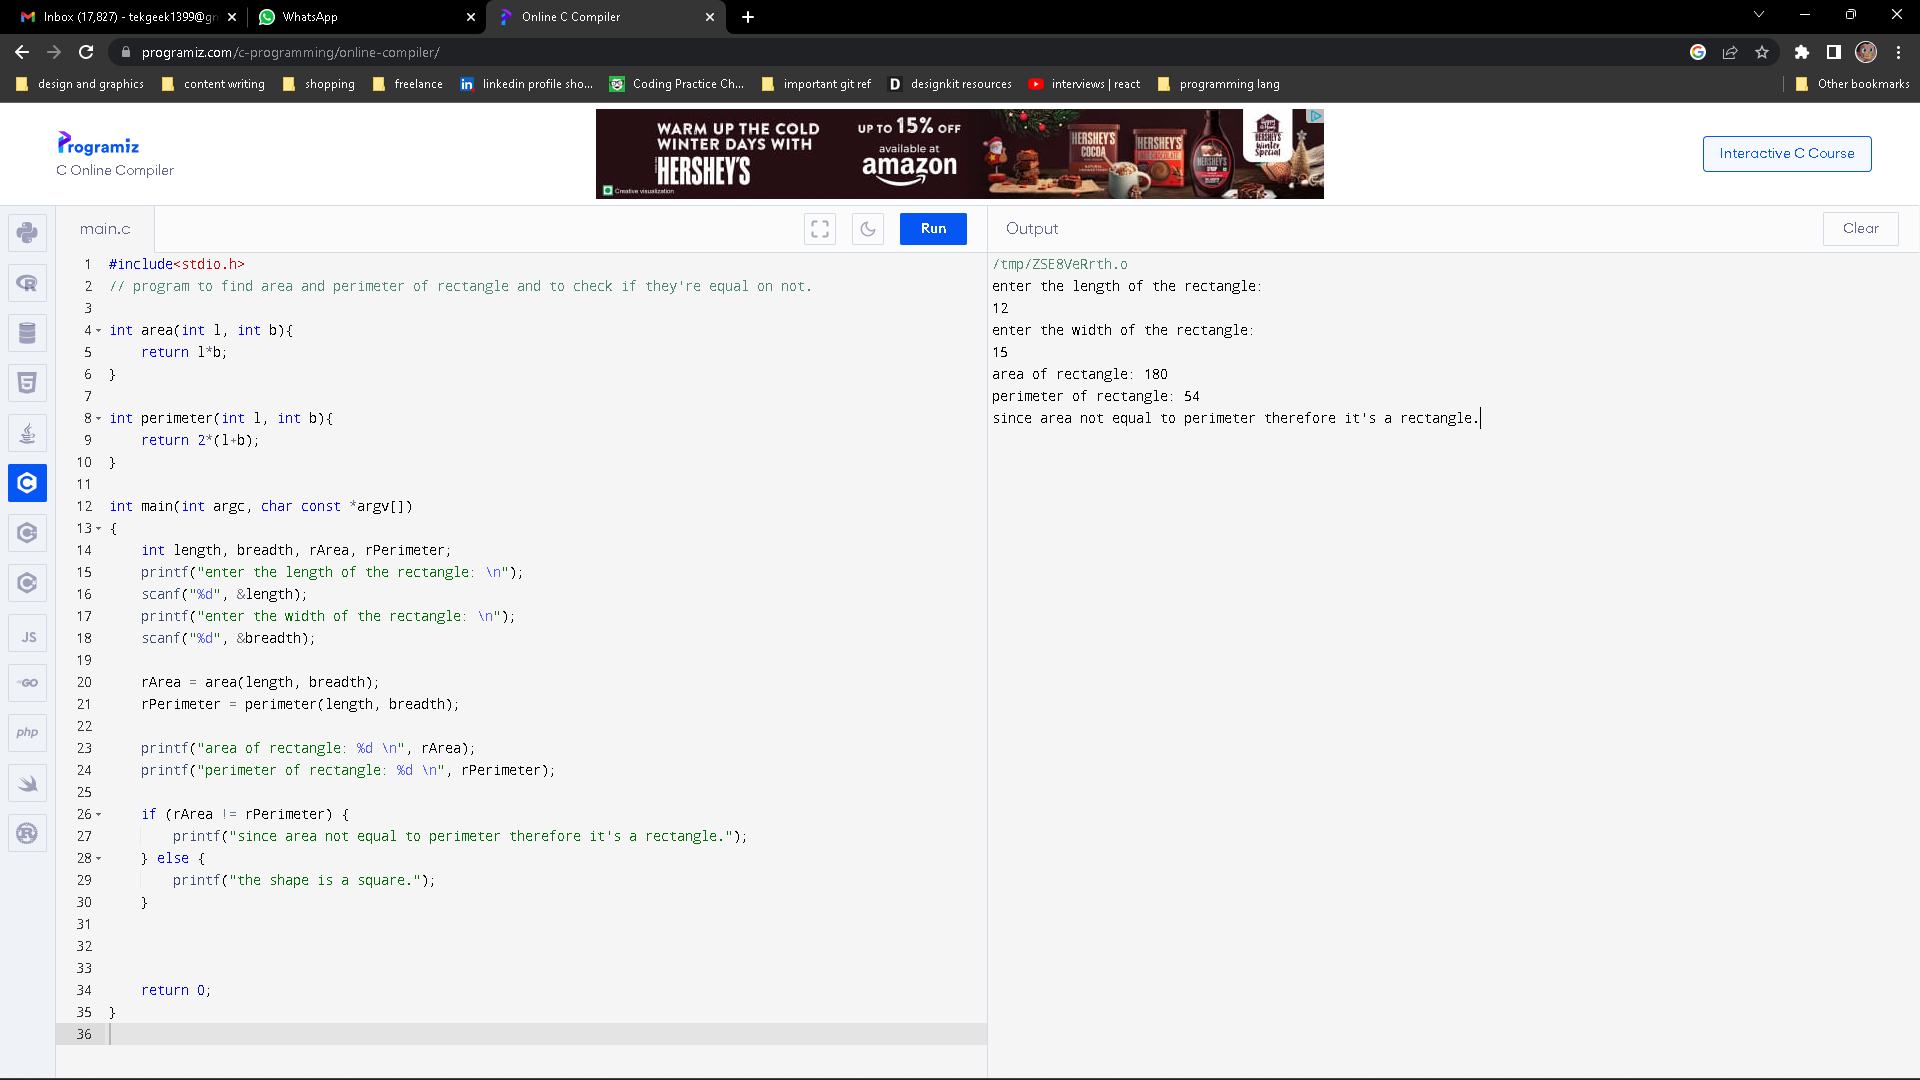 Inbox (17,827) - tekgeek1399@gm
WhatsApp
Online C Compiler
programiz.com/c-programming/online-compiler/
design and graphics
content writing
shopping
freelance
linkedin profile sho...
Coding Practice Ch...
important git ref
designkit resources
interviews | react
programming lang
Other bookmarks
Programiz
C Online Compiler
WARM UP THE COLD
WINTER DAYS WITH
HERSHEY'S
Creative visualization
UP TO 15% OFF
available at
amazon
HERSHEY'S
COCOA
HERSHEY'S
HERSHEY'S
SYRUP
HERSHEY'S
Winter
Special
Interactive C Course
main.c
Run
Output
Clear
1 #include<stdio.h>
2 // program to find area and perimeter of rectangle and to check if they're equal on not.
3
4 int area(int l, int b){
5 return l*b;
6 }
7
8 int perimeter(int l, int b){
9 return 2*(l+b);
10 }
11
12 int main(int argc, char const *argv[])
13 {
14 int length, breadth, rArea, rPerimeter;
15 printf("enter the length of the rectangle: \n");
16 scanf("%d", &length);
17 printf("enter the width of the rectangle: \n");
18 scanf("%d", &breadth);
19
20 rArea = area(length, breadth);
21 rPerimeter = perimeter(length, breadth);
22
23 printf("area of rectangle: %d \n", rArea);
24 printf("perimeter of rectangle: %d \n", rPerimeter);
25
26 if (rArea != rPerimeter) {
27 printf("since area not equal to perimeter therefore it's a rectangle.");
28 } else {
29 printf("the shape is a square.");
30 }
31
32
33
34 return 0;
35 }
36
/tmp/ZSE8VeRrth.o
enter the length of the rectangle:
12
enter the width of the rectangle:
15
area of rectangle: 180
perimeter of rectangle: 54
since area not equal to perimeter therefore it's a rectangle.
JS
GO
php